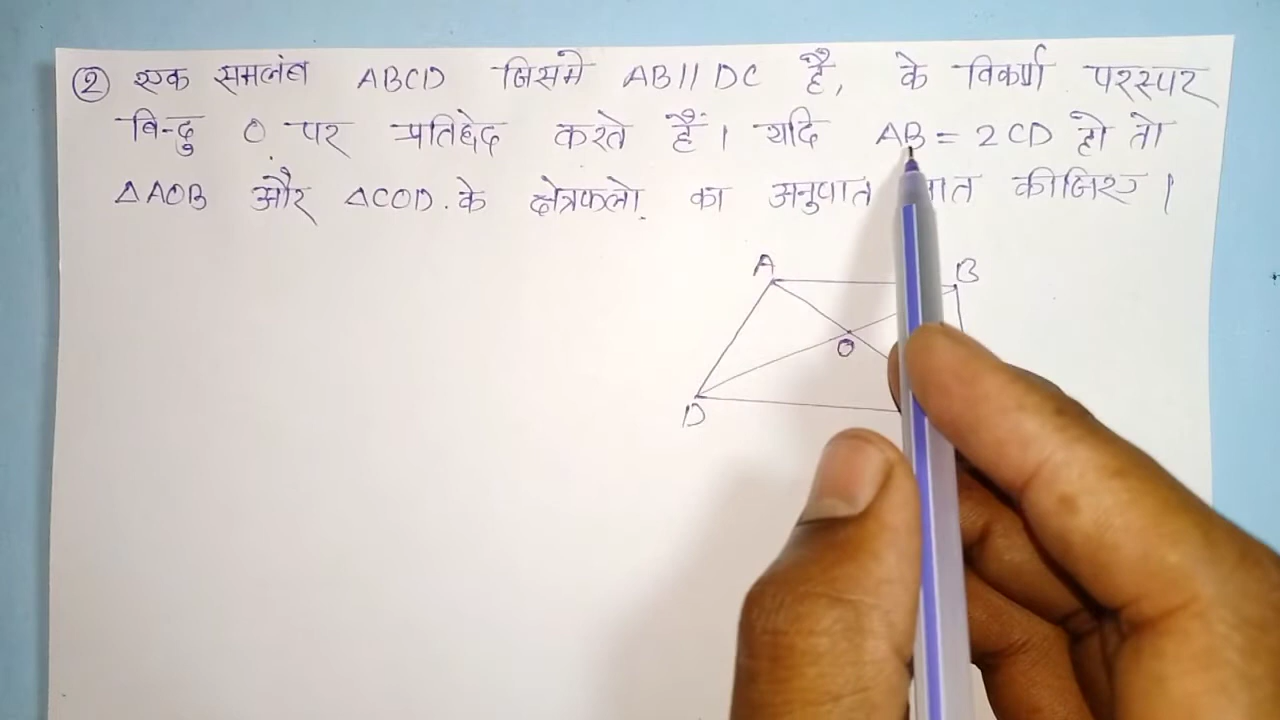 ② एक समलंब ABCD जिसमे AB // DC है, के विकर्ण परस्पर
बिन्दु O पर प्रतिछेद करते हैं। यदि AB = 2CD हो तो
△AOB और △COD. के क्षेत्रफलो का अनुपात कीजिए।
A B
O
D